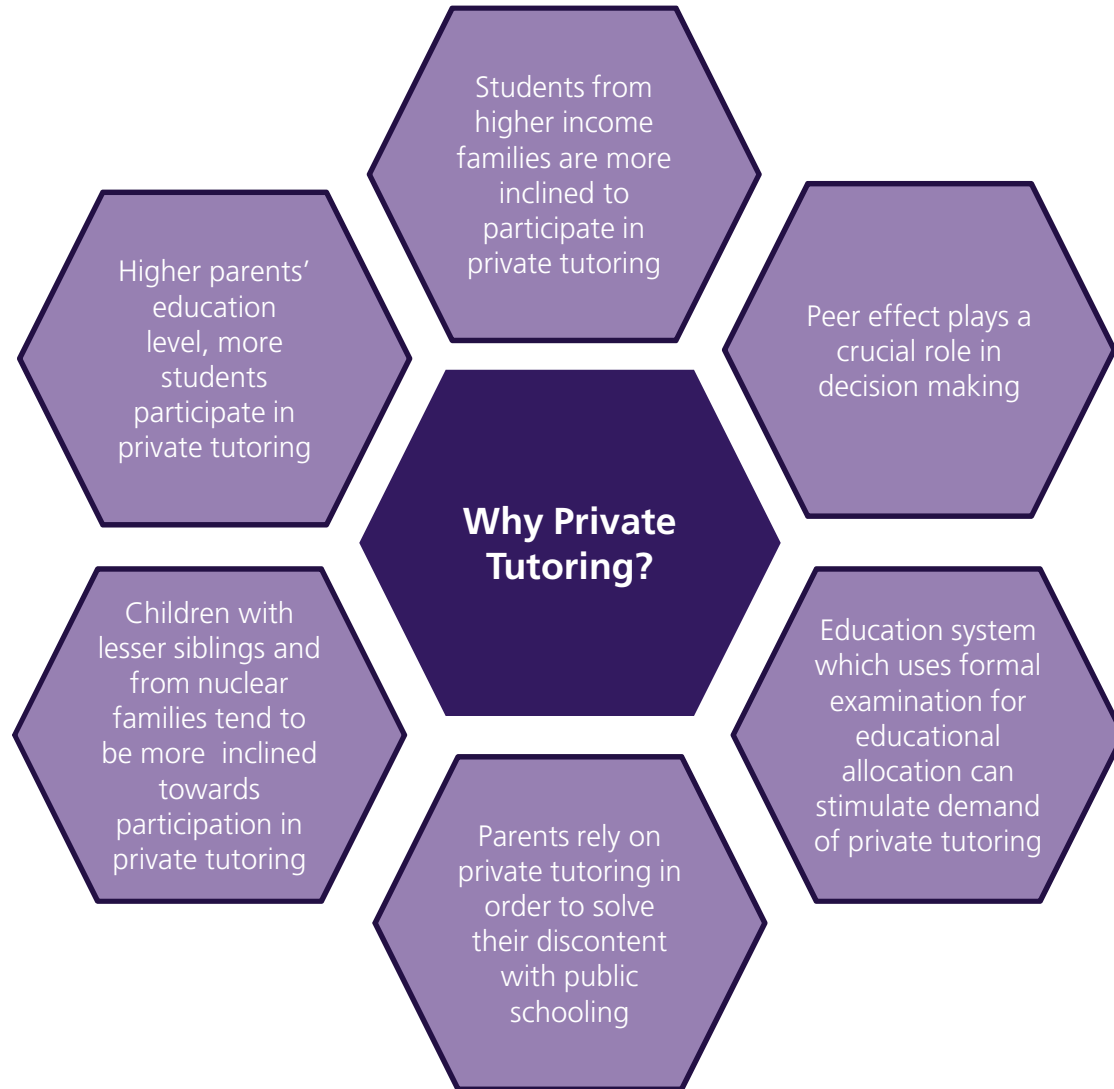 Students from
higher income
families are more
inclined to
participate in
private tutoring
Higher parents’
education
level, more
students
participate in
private tutoring
Peer effect plays a
crucial role in
decision making
Why Private
Tutoring?
Children with
lesser siblings and
from nuclear
families tend to
be more  inclined
towards
participation in
private tutoring
Education system
which uses formal
examination for
educational
allocation can
stimulate demand
of private tutoring
Parents rely on
private tutoring in
order to solve
their discontent
with public
schooling